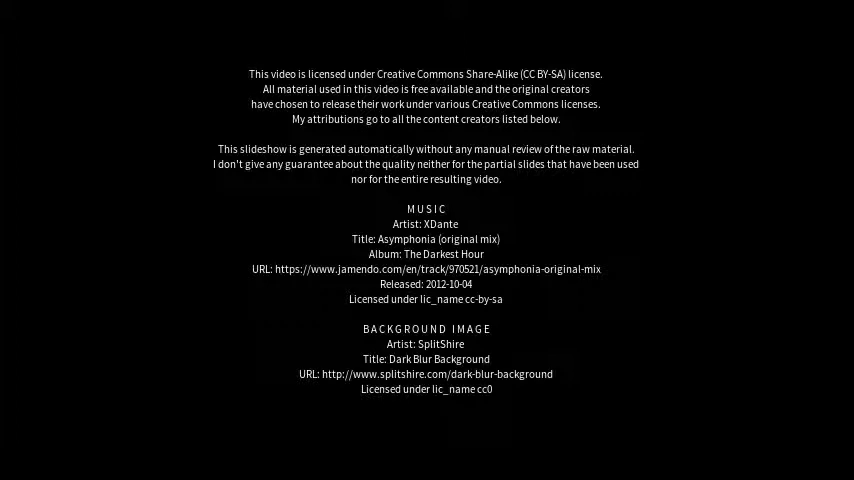 This video is licensed under Creative Commons Share-Alike (CC BY-SA) license.
All material used in this video is free available and the original creators
have chosen to release their work under various Creative Commons licenses.
My attributions go to all the content creators listed below.
This slideshow is generated automatically without any manual review of the raw material.
I don't give any guarantee about the quality neither for the partial slides that have been used
nor for the entire resulting video.
M U S I C
Artist: XDante
Title: Asymphonia (original mix)
Album: The Darkest Hour
URL: https://www.jamendo.com/en/track/970521/asymphonia-original-mix
Released: 2012-10-04
Licensed under lic_name cc-by-sa
B A C K G R O U N D   I M A G E
Artist: SplitShire
Title: Dark Blur Background
URL: http://www.splitshire.com/dark-blur-background
Licensed under lic_name cc0